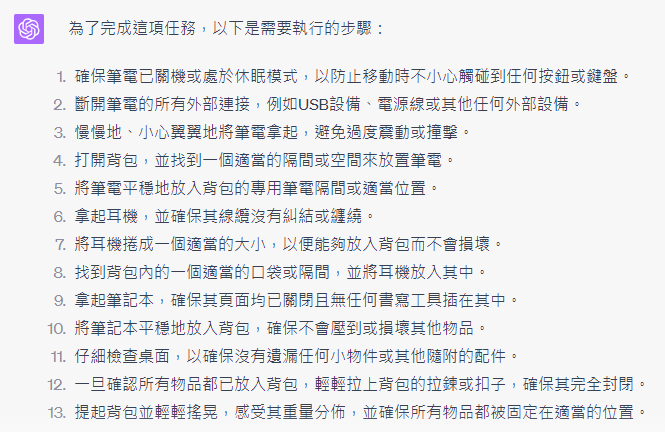 為了完成這項任務，以下是需要執行的步驟：
1. 確保筆電已關機或處於休眠模式，以防止移動時不小心觸碰到任何按鈕或鍵盤。
2. 斷開筆電的所有外部連接，例如USB設備、電源線或其他任何外部設備。
3. 慢慢地、小心翼翼地將筆電拿起，避免過度震動或撞擊。
4. 打開背包，並找到一個適當的隔間或空間來放置筆電。
5. 將筆電平穩地放入背包的專用筆電隔間或適當位置。
6. 拿起耳機，並確保其線纜沒有糾結或纏繞。
7. 將耳機捲成一個適當的大小，以便能夠放入背包而不會損壞。
8. 找到背包內的一個適當的口袋或隔間，並將耳機放入其中。
9. 拿起筆記本，確保其頁面均已關閉且無任何書寫工具插在其中。
10. 將筆記本平穩地放入背包，確保不會壓到或損壞其他物品。
11. 仔細檢查桌面，以確保沒有遺漏任何小物件或其他隨附的配件。
12. 一旦確認所有物品都已放入背包，輕輕拉上背包的拉鍊或扣子，確保其完全封閉。
13. 提起背包並輕輕搖晃，感受其重量分佈，並確保所有物品都被固定在適當的位置。